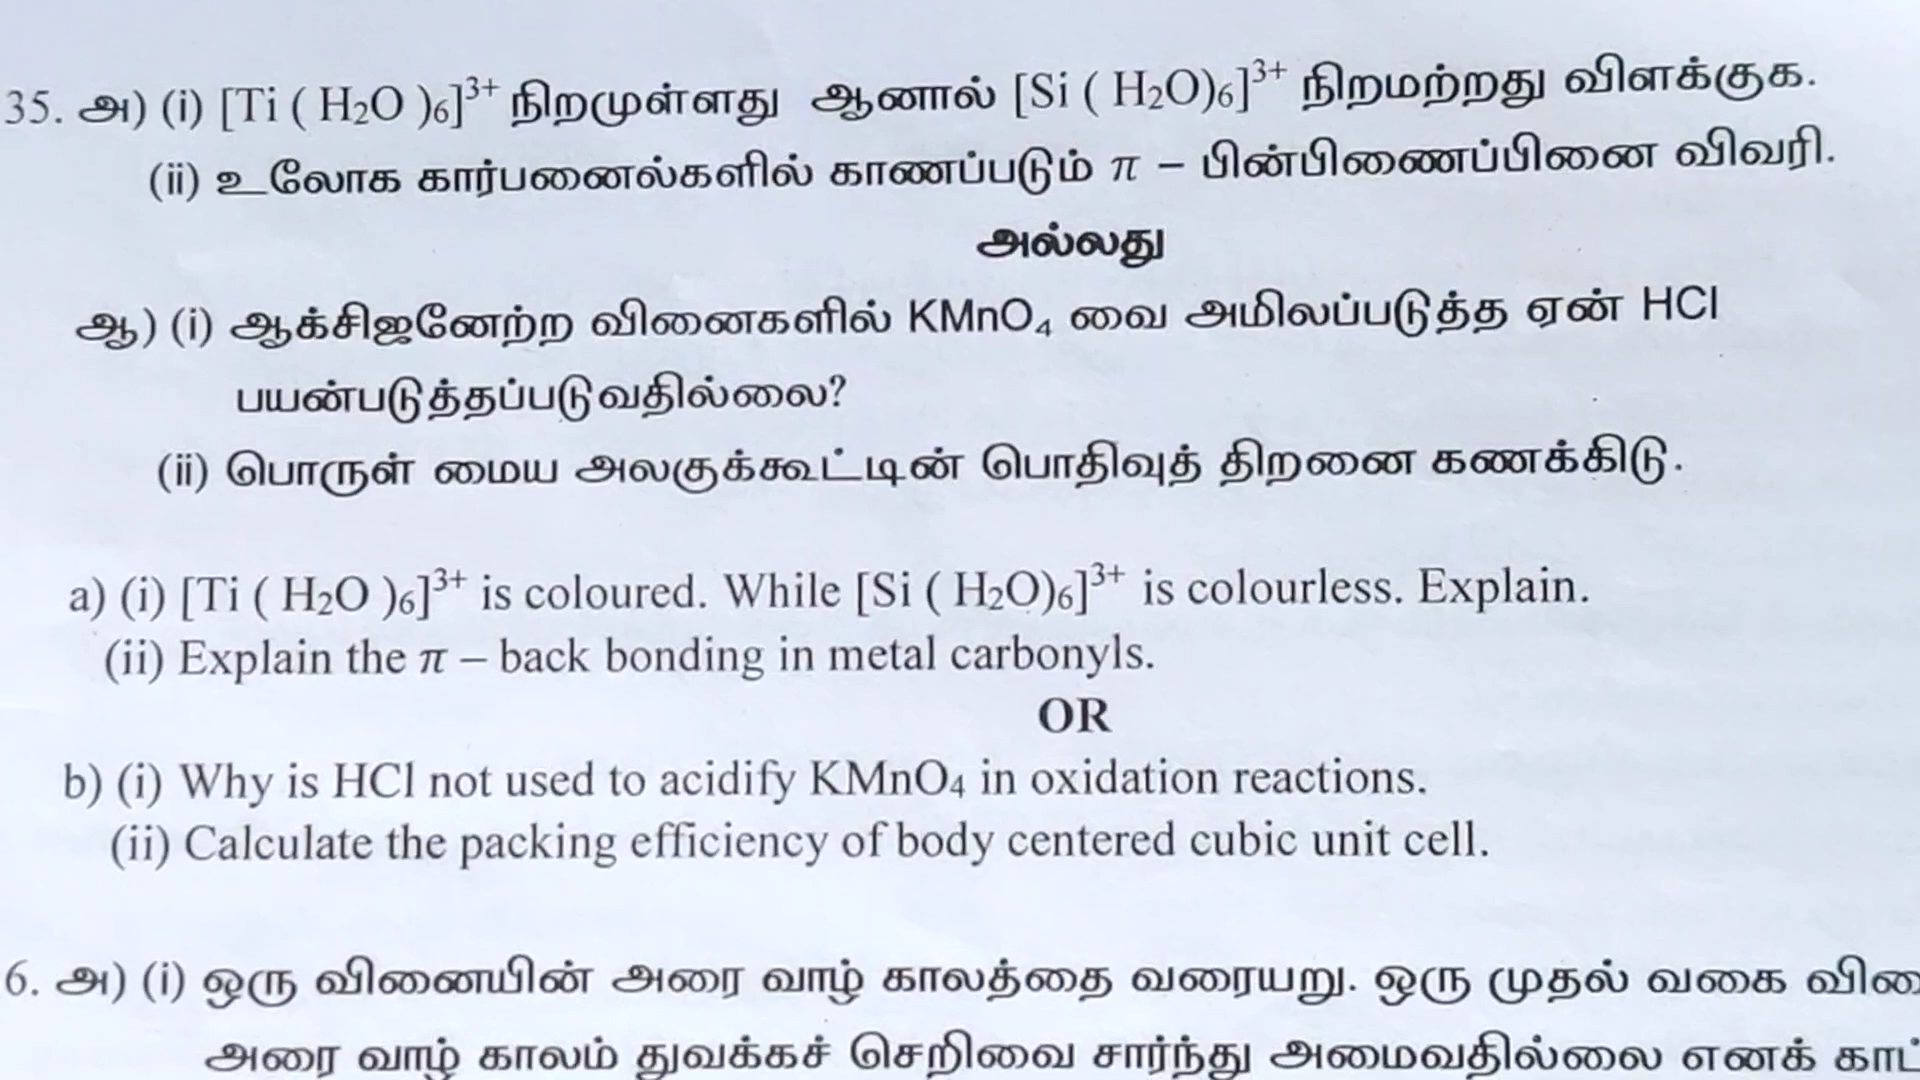 35. அ) (i) [Ti ( H₂O )₆]³⁺ நிறமுள்ளது ஆனால் [Si ( H₂O)₆]³⁺ நிறமற்றது விளக்குக.
(ii) உலோக கார்பனைல்களில் காணப்படும் π – பின்பிணைப்பினை விவரி.
அல்லது
ஆ) (i) ஆக்சிஜனேற்ற வினைகளில் KMnO₄ வை அமிலப்படுத்த ஏன் HCl
பயன்படுத்தப்படுவதில்லை?
(ii) பொருள் மைய அலகுக்கூட்டின் பொதிவுத் திறனை கணக்கிடு.
a) (i) [Ti ( H₂O )₆]³⁺ is coloured. While [Si ( H₂O)₆]³⁺ is colourless. Explain.
(ii) Explain the π – back bonding in metal carbonyls.
OR
b) (i) Why is HCl not used to acidify KMnO₄ in oxidation reactions.
(ii) Calculate the packing efficiency of body centered cubic unit cell.
6. அ) (i) ஒரு வினையின் அரை வாழ் காலத்தை வரையறு. ஒரு முதல் வகை
அரை வாழ் காலம் துவக்கச் செறிவை சார்ந்து அமைவதில்லை எனக்